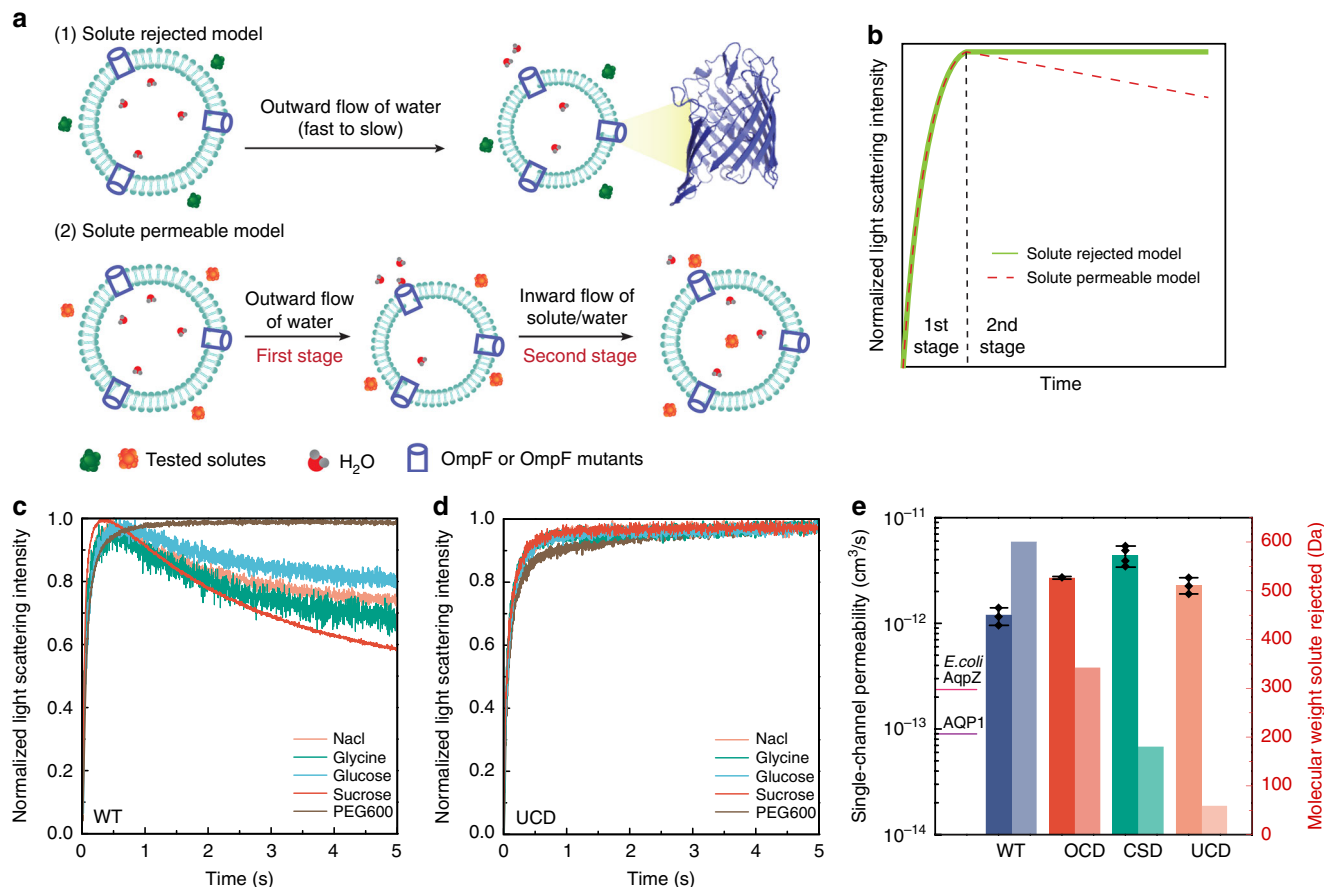 a
(1) Solute rejected model
Outward flow of water
(fast to slow)
(2) Solute permeable model
Outward flow
of water
First stage
Inward flow of
solute/water
Second stage
Tested solutes
H2O
OmpF or OmpF mutants
b
Normalized light scattering intensity
Solute rejected model
Solute permeable model
1st
stage
2nd
stage
Time
c
Normalized light scattering intensity
1.0
0.8
0.6
0.4
0.2
0.0
Nacl
Glycine
Glucose
Sucrose
PEG600
WT
0 1 2 3 4 5
Time (s)
d
Normalized light scattering intensity
1.0
0.8
0.6
0.4
0.2
0.0
Nacl
Glycine
Glucose
Sucrose
PEG600
UCD
0 1 2 3 4 5
Time (s)
e
Single-channel permeability (cm3/s)
10−11
10−12
10−13
10−14
E.coli
AqpZ
AQP1
WT OCD CSD UCD
600
500
400
300
200
100
0
Molecular weight solute rejected (Da)